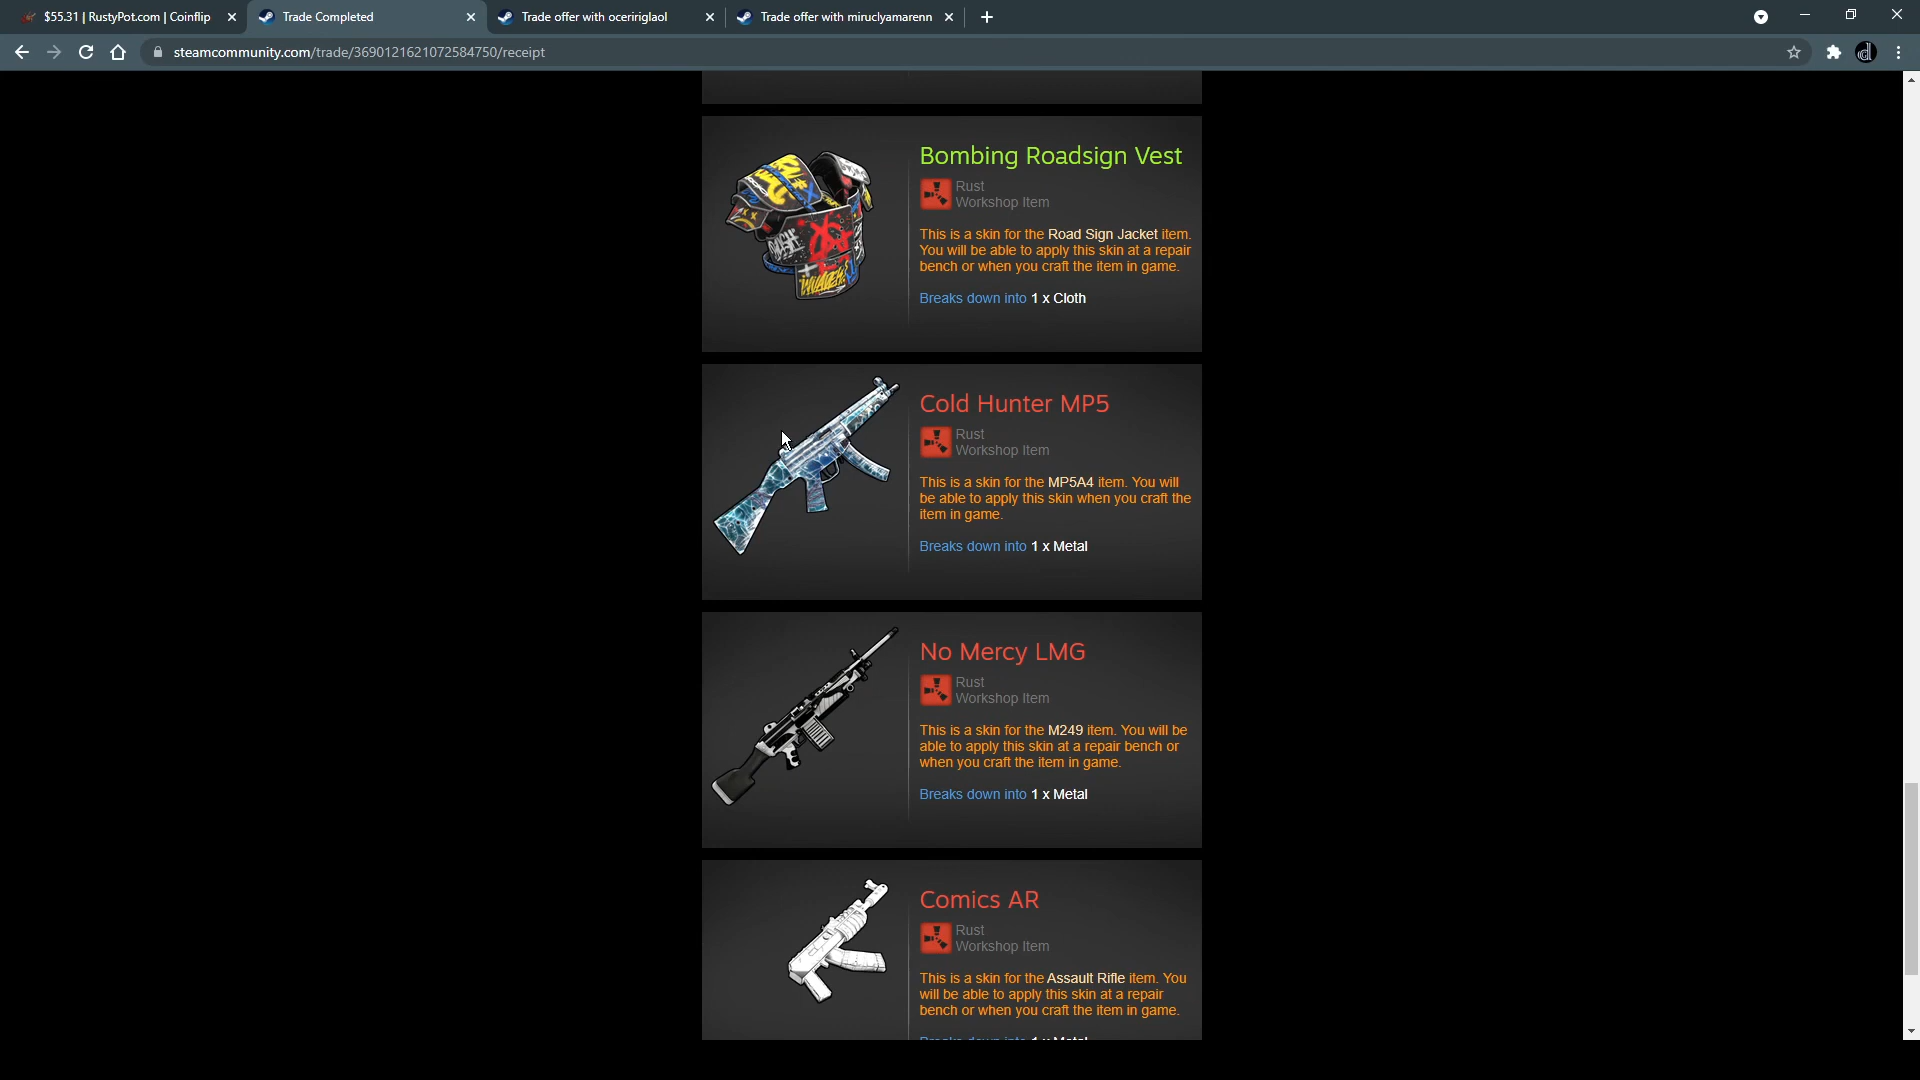 $55.31 | RustyPot.com | Coinflip
Trade Completed
Trade offer with oceririglaol
Trade offer with miruclyamarenn
steamcommunity.com/trade/3690121621072584750/receipt
Bombing Roadsign Vest
Rust
Workshop Item
This is a skin for the Road Sign Jacket item.
You will be able to apply this skin at a repair
bench or when you craft the item in game.
Breaks down into 1 x Cloth
Cold Hunter MP5
Rust
Workshop Item
This is a skin for the MP5A4 item. You will
be able to apply this skin when you craft the
item in game.
Breaks down into 1 x Metal
No Mercy LMG
Rust
Workshop Item
This is a skin for the M249 item. You will be
able to apply this skin at a repair bench or
when you craft the item in game.
Breaks down into 1 x Metal
Comics AR
Rust
Workshop Item
This is a skin for the Assault Rifle item. You
will be able to apply this skin at a repair
bench or when you craft the item in game.
Breaks down into 1 x Metal